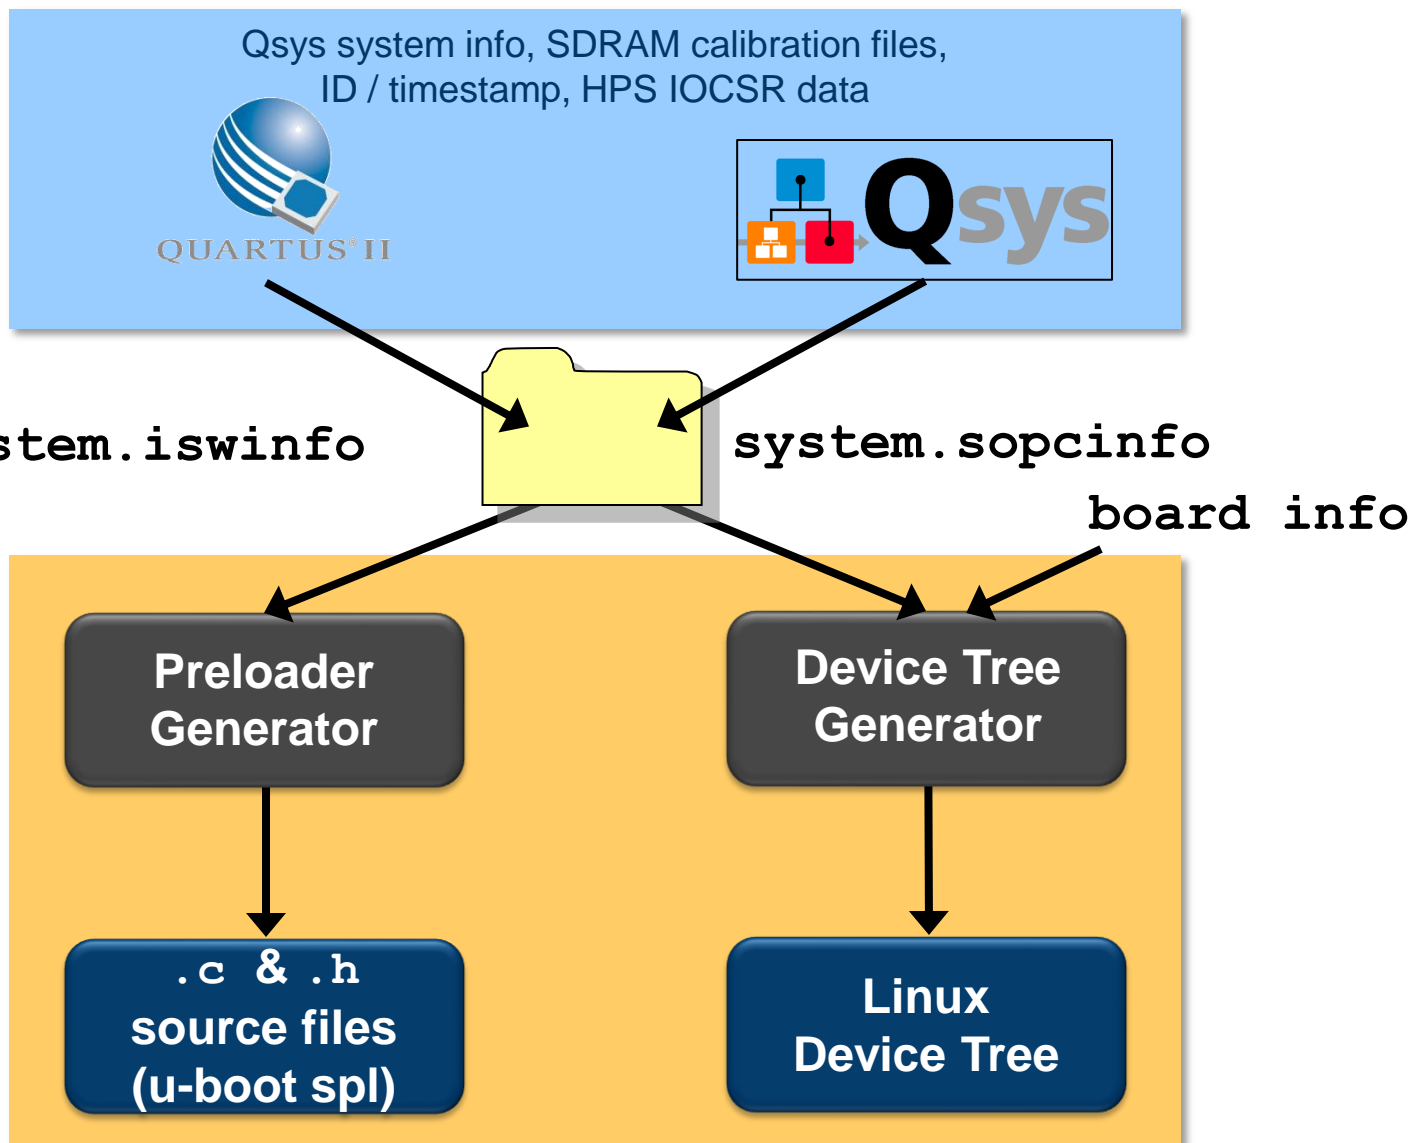 Qsys system info, SDRAM calibration files,
ID / timestamp, HPS IOCSR data
QUARTUS® II
Qsys
stem.iswinfo
system.sopcinfo
board info
Preloader
Generator
Device Tree
Generator
.c & .h
source files
(u-boot spl)
Linux
Device Tree